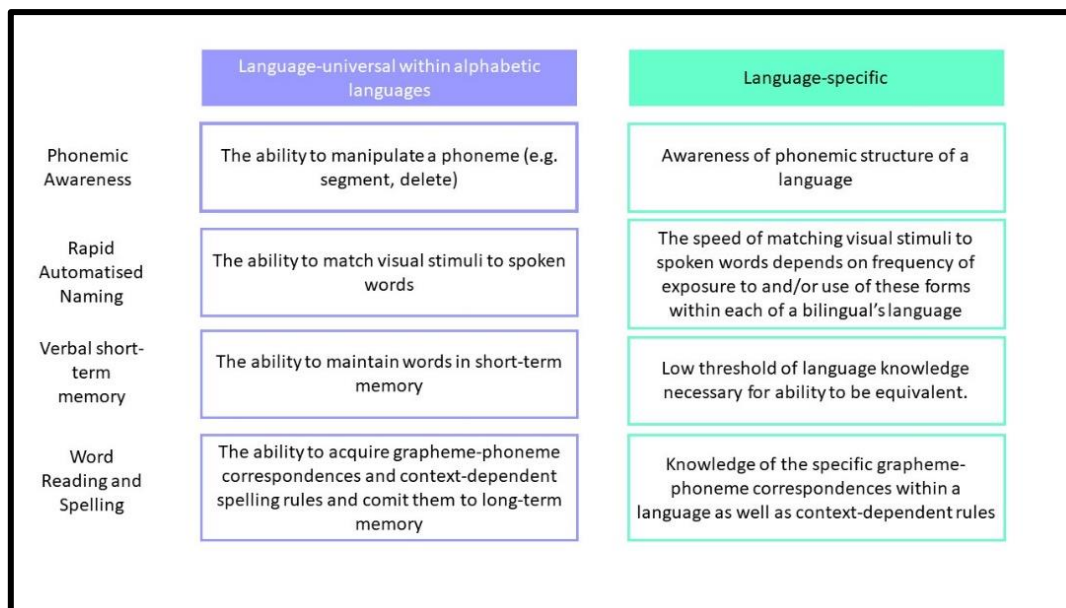 Language-universal within alphabetic
languages
Language-specific
Phonemic
Awareness
The ability to manipulate a phoneme (e.g.
segment, delete)
Awareness of phonemic structure of a
language
Rapid
Automatised
Naming
The ability to match visual stimuli to spoken
words
The speed of matching visual stimuli to
spoken words depends on frequency of
exposure to and/or use of these forms
within each of a bilingual's language
Verbal short-
term
memory
The ability to maintain words in short-term
memory
Low threshold of language knowledge
necessary for ability to be equivalent.
Word
Reading and
Spelling
The ability to acquire grapheme-phoneme
correspondences and context-dependent
spelling rules and comit them to long-term
memory
Knowledge of the specific grapheme-
phoneme correspondences within a
language as well as context-dependent rules